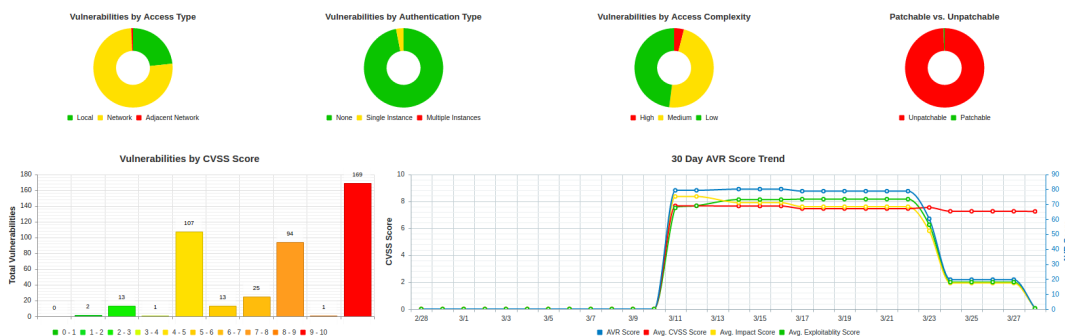 Vulnerabilities by Access Type
Local Network Adjacent Network
Vulnerabilities by Authentication Type
None Single Instance Multiple Instances
Vulnerabilities by Access Complexity
High Medium Low
Patchable vs. Unpatchable
Unpatchable Patchable
Vulnerabilities by CVSS Score
Total Vulnerabilities
180
160
140
120
100
80
60
40
20
0
0 2 13 1 107 13 25 94 1 169
0 - 1 1 - 2 2 - 3 3 - 4 4 - 5 5 - 6 6 - 7 7 - 8 8 - 9 9 - 10
30 Day AVR Score Trend
CVSS Score
10
8
6
4
2
0
90
80
70
60
50
40
30
20
10
0
2/28 3/1 3/3 3/5 3/7 3/9 3/11 3/13 3/15 3/17 3/19 3/21 3/23 3/25 3/27
AVR Score Avg. CVSS Score Avg. Impact Score Avg. Exploitability Score